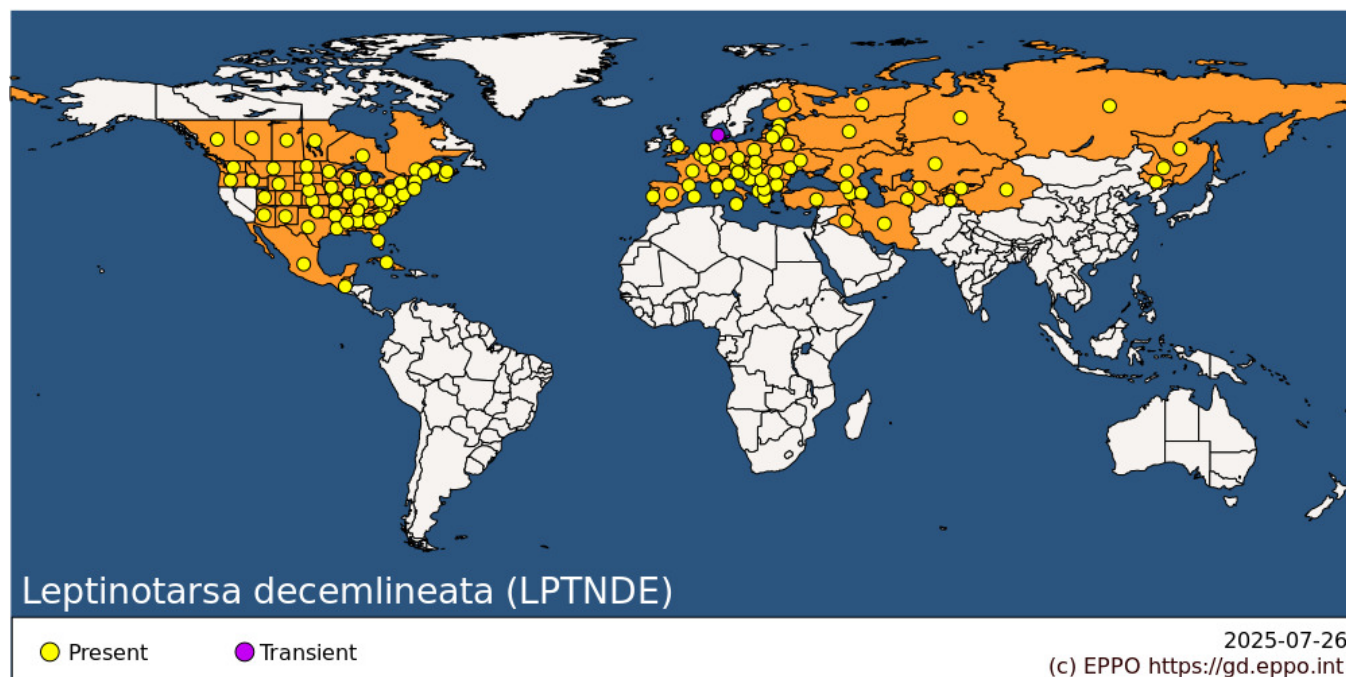 Leptinotarsa decemlineata (LPTNDE)
Present
Transient
2025-07-26
(c) EPPO https://gd.eppo.int